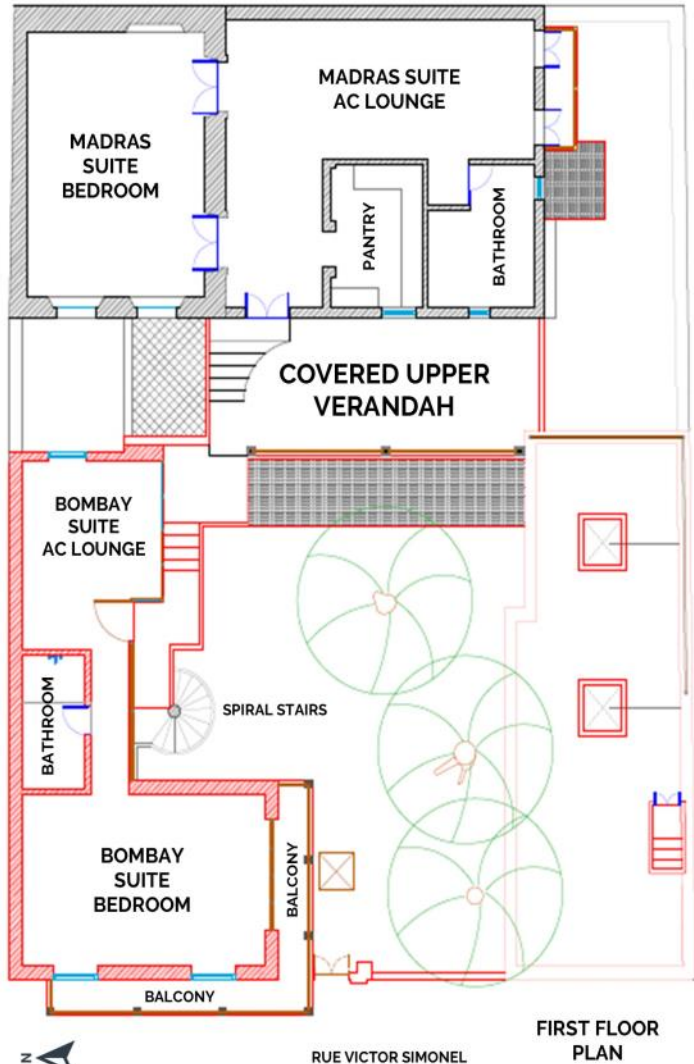 MADRAS SUITE
AC LOUNGE
MADRAS
SUITE
BEDROOM
PANTRY
BATHROOM
COVERED UPPER
VERANDAH
BOMBAY
SUITE
AC LOUNGE
BATHROOM
SPIRAL STAIRS
BOMBAY
SUITE
BEDROOM
BALCONY
BALCONY
N
RUE VICTOR SIMONEL
FIRST FLOOR
PLAN